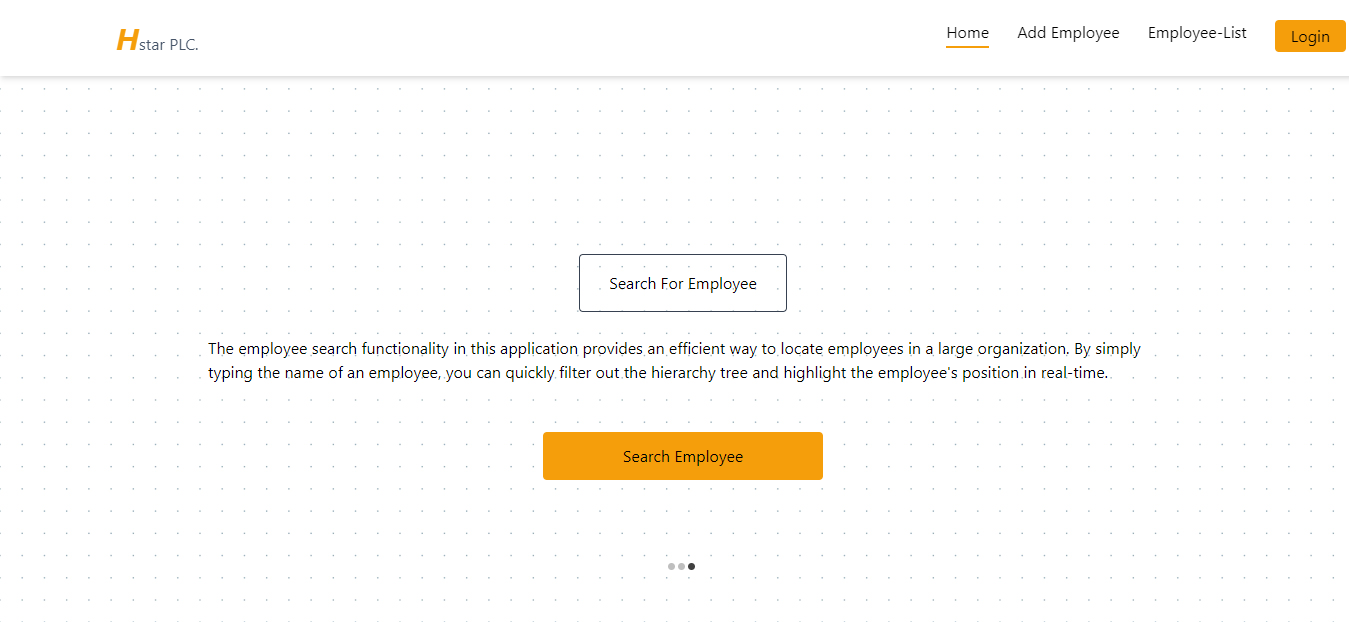 Hstar PLC.
Home
Add Employee
Employee-List
Login
Search For Employee
The employee search functionality in this application provides an efficient way to locate employees in a large organization. By simply
typing the name of an employee, you can quickly filter out the hierarchy tree and highlight the employee's position in real-time.
Search Employee